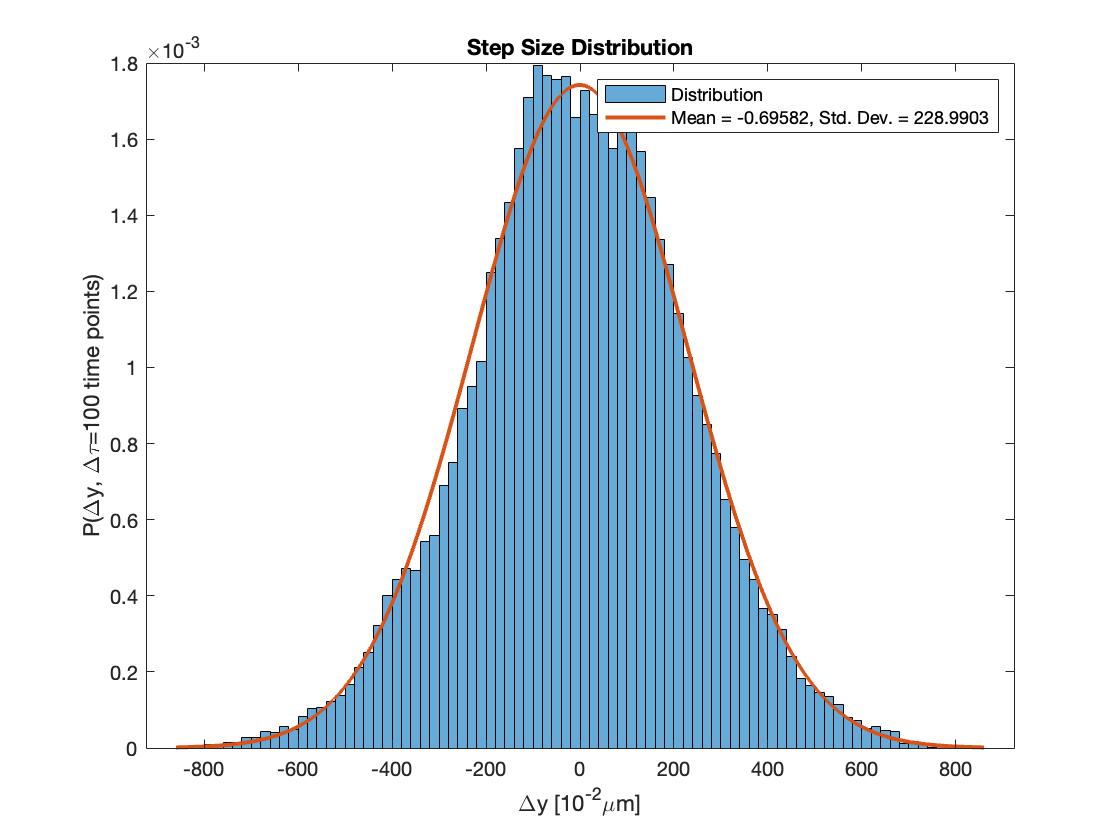 Step Size Distribution
×10⁻³
1.8
1.6
1.4
1.2
1
0.8
0.6
0.4
0.2
0
P(Δy, Δτ=100 time points)
Distribution
Mean = -0.69582, Std. Dev. = 228.9903
-800 -600 -400 -200 0 200 400 600 800
Δy [10⁻²μm]